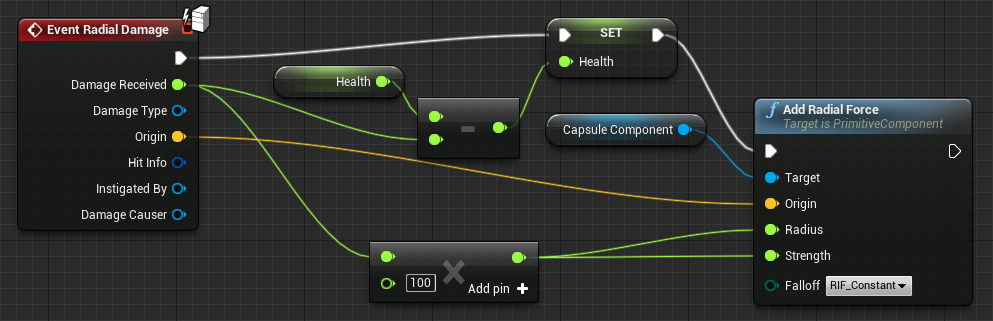 Event Radial Damage
Damage Received
Damage Type
Origin
Hit Info
Instigated By
Damage Causer
Health
-
SET
Health
Capsule Component
100
Add pin +
f Add Radial Force
Target is PrimitiveComponent
Target
Origin
Radius
Strength
Falloff RIF_Constant